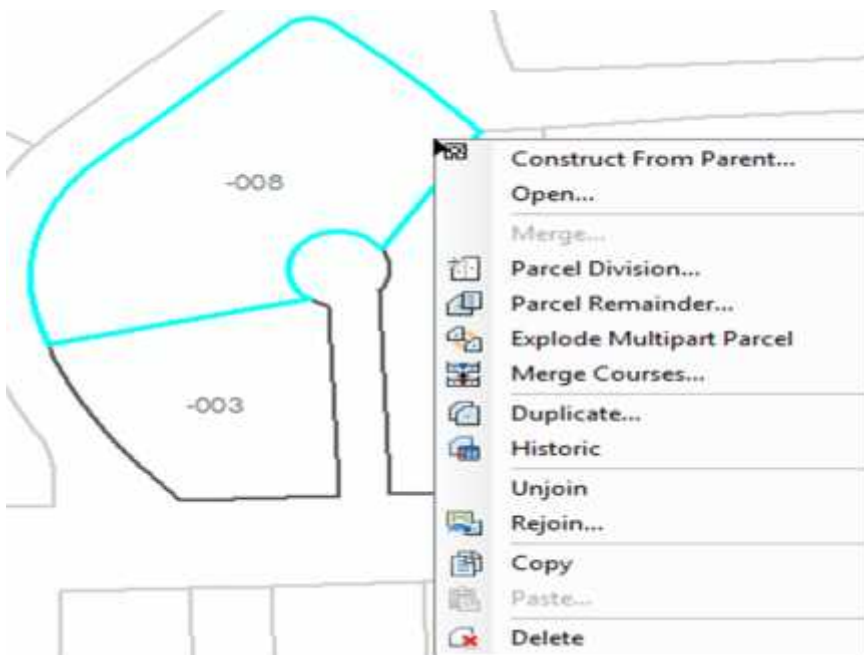 -008
-003
Construct From Parent...
Open...
Merge...
Parcel Division...
Parcel Remainder...
Explode Multipart Parcel
Merge Courses...
Duplicate...
Historic
Unjoin
Rejoin...
Copy
Paste...
Delete